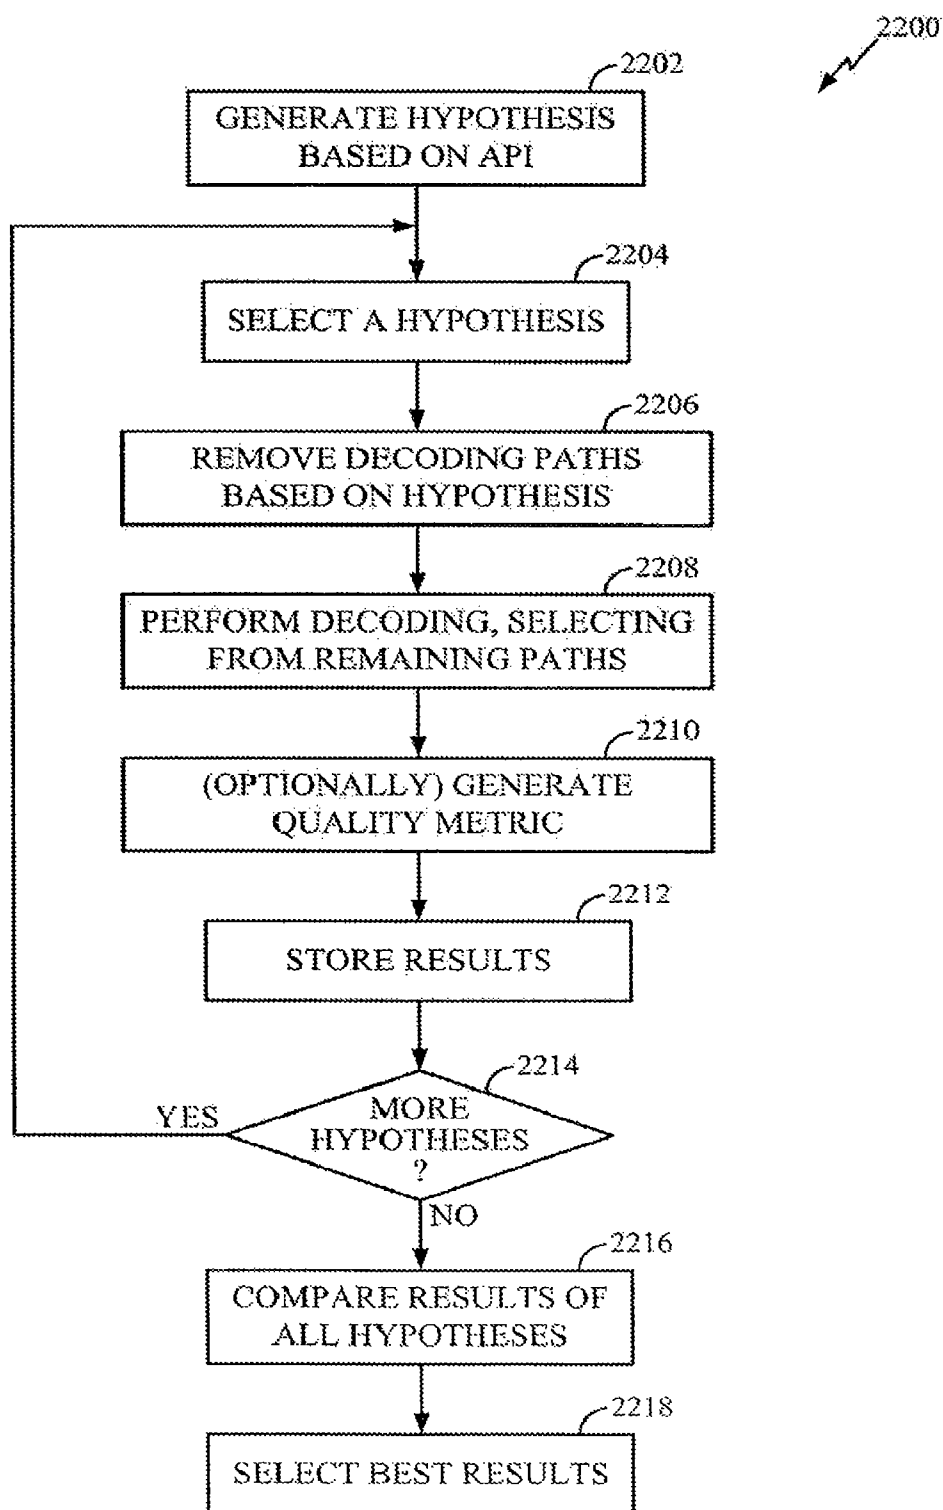 2200
2202
GENERATE HYPOTHESIS
BASED ON API
2204
SELECT A HYPOTHESIS
2206
REMOVE DECODING PATHS
BASED ON HYPOTHESIS
2208
PERFORM DECODING, SELECTING
FROM REMAINING PATHS
2210
(OPTIONALLY) GENERATE
QUALITY METRIC
2212
STORE RESULTS
2214
YES
MORE
HYPOTHESES
?
NO
2216
COMPARE RESULTS OF
ALL HYPOTHESES
2218
SELECT BEST RESULTS